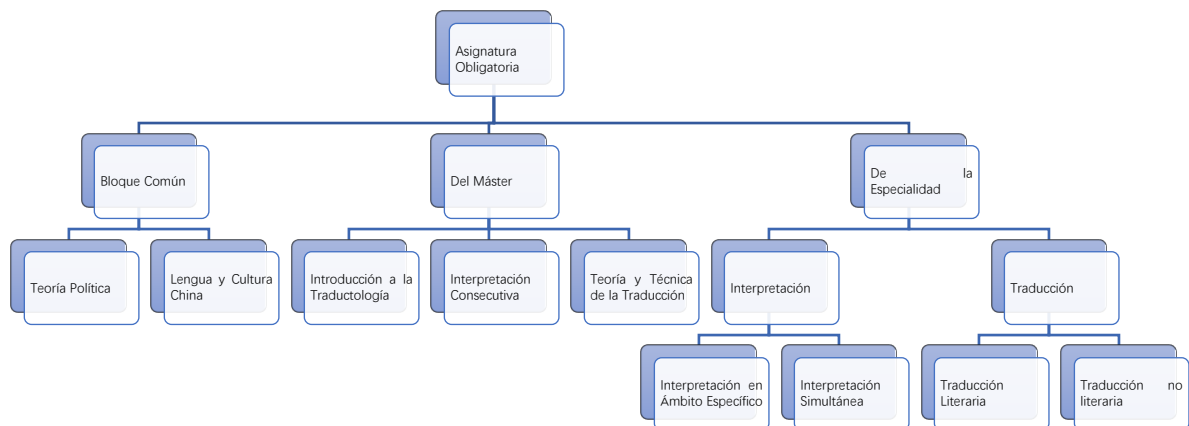 Asignatura
Obligatoria
Bloque Común
Del Máster
De la
Especialidad
Teoría Política
Lengua y Cultura
China
Introducción a la
Traductología
Interpretación
Consecutiva
Teoría y Técnica
de la Traducción
Interpretación
Traducción
Interpretación en
Ámbito Específico
Interpretación
Simultánea
Traducción
Literaria
Traducción no
literaria